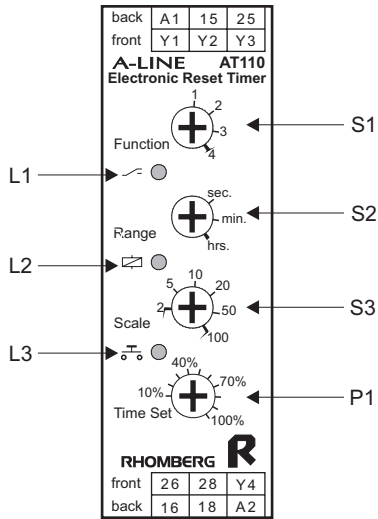 back A1 15 25
front Y1 Y2 Y3
A-LINE AT110
Electronic Reset Timer
1
2
3
4
S1
Function
L1
sec.
min.
hrs.
S2
Range
L2
2
5
10
20
50
100
S3
Scale
L3
10%
40%
70%
100%
P1
Time Set
RHOMBERG R
front 26 28 Y4
back 16 18 A2